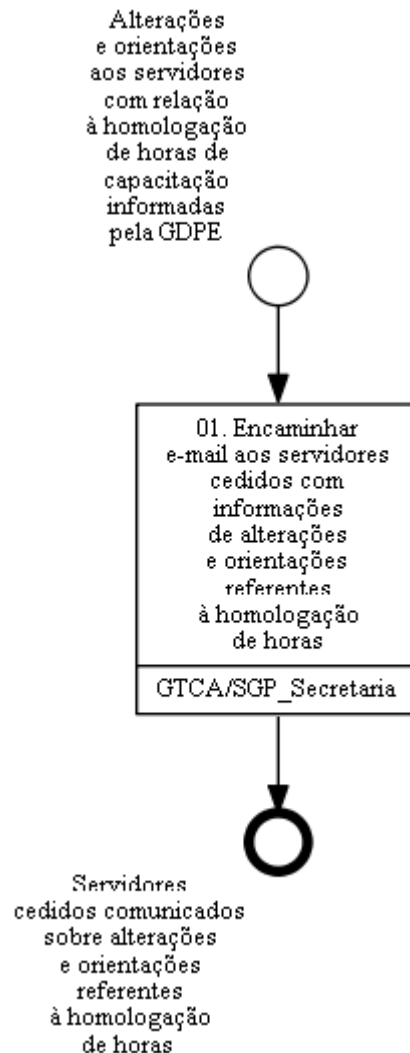 Alterações
e orientações
aos servidores
com relação
à homologação
de horas de
capacitação
informadas
pela GDPE
01. Encaminhar
e-mail aos servidores
cedidos com
informações
de alterações
e orientações
referentes
à homologação
de horas
GTCA/SGP_Secretaria
Servidores
cedidos comunicados
sobre alterações
e orientações
referentes
à homologação
de horas